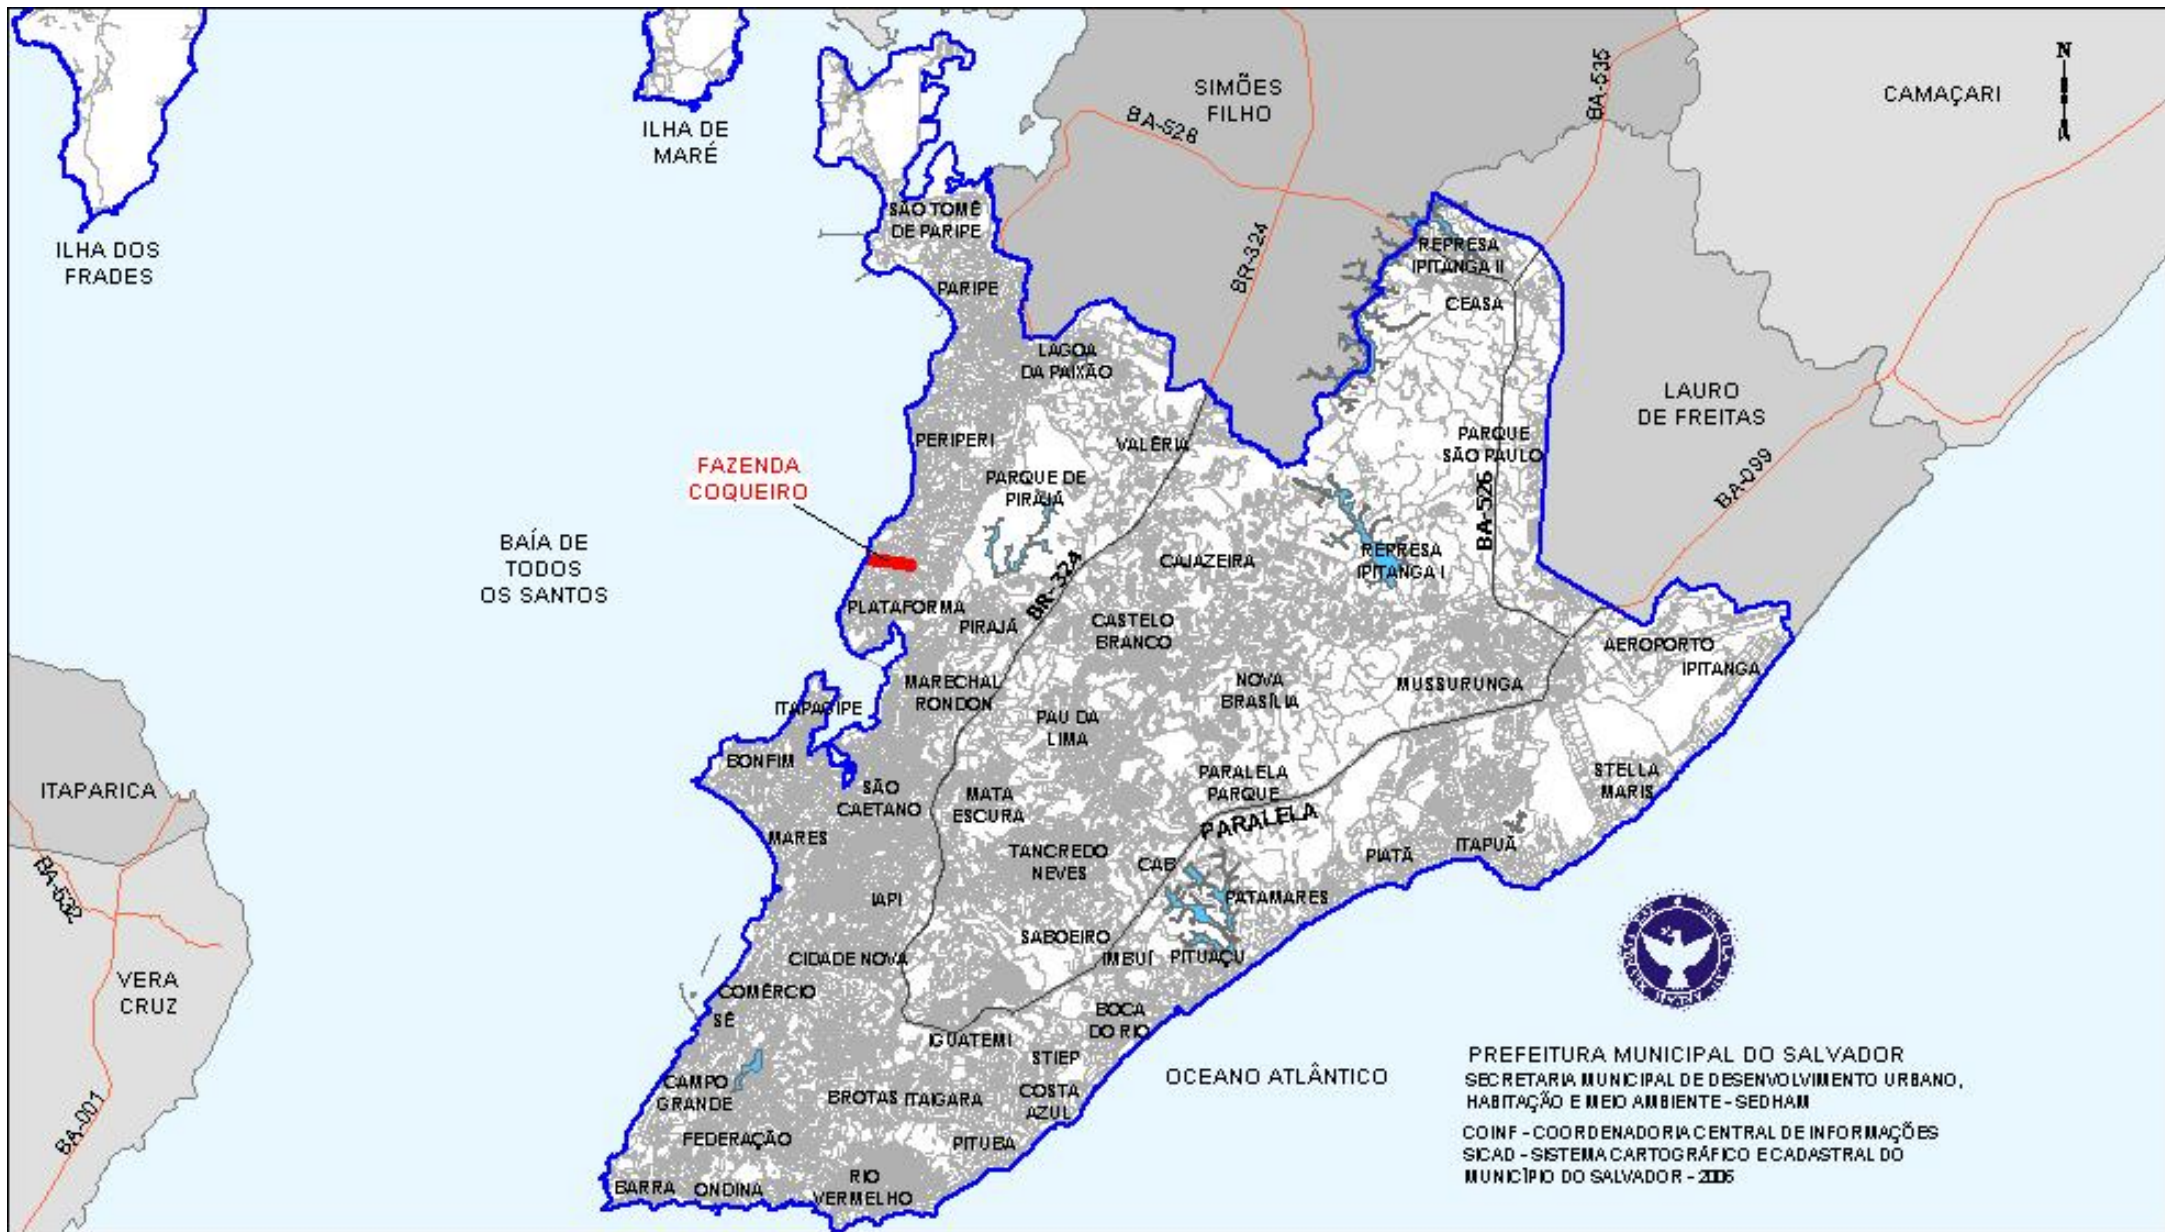 N
SIMÕES
FILHO
CAMAÇARI
BA-535
BA-526
ILHA DE
MARÉ
ILHA DOS
FRADES
SÃO TOMÉ
DE PARIPE
BR-324
REPRESA
IPITANGA II
PARIPE
CEASA
LAGOA
DA PAIXÃO
LAURO
DE FREITAS
PERIPERI
VALÉRIA
PARQUE
SÃO PAULO
FAZENDA
COQUEIRO
PARQUE DE
PIRAJÁ
BA-099
BA-526
BAÍA DE
TODOS
OS SANTOS
CAJAZEIRA
REPRESA
IPITANGA I
BR-324
PLATAFORMA
PIRAJÁ
CASTELO
BRANCO
AEROPORTO
IPITANGA
MARECHAL
RONDON
NOVA
BRASÍLIA
MUSSURUNGA
ITAPAGIPE
PAU DA
LIMA
BONFIM
PARALELA
PARQUE
STELLA
MARIS
ITAPARICA
SÃO
CAETANO
MATA
ESCURA
PARALELA
MARES
TANCREDO
NEVES
CAB
PIATÃ
ITAPUÃ
BA-532
IAPI
PATAMARES
SABOEIRO
CIDADE NOVA
IMBUÍ
PITUAÇU
VERA
CRUZ
COMÉRCIO
SÉ
BOCA
DO RIO
IGUATEMI
STIEP
OCEANO ATLÂNTICO
CAMPO
GRANDE
BROTAS
ITAIGARA
COSTA
AZUL
BA-001
FEDERAÇÃO
PITUBA
BARRA
ONDINA
RIO
VERMELHO
PREFEITURA MUNICIPAL DO SALVADOR
SECRETARIA MUNICIPAL DE DESENVOLVIMENTO URBANO,
HABITAÇÃO E MEIO AMBIENTE - SEDHAM
COINF - COORDENADORIA CENTRAL DE INFORMAÇÕES
SICAD - SISTEMA CARTOGRÁFICO E CADASTRAL DO
MUNICÍPIO DO SALVADOR - 2006